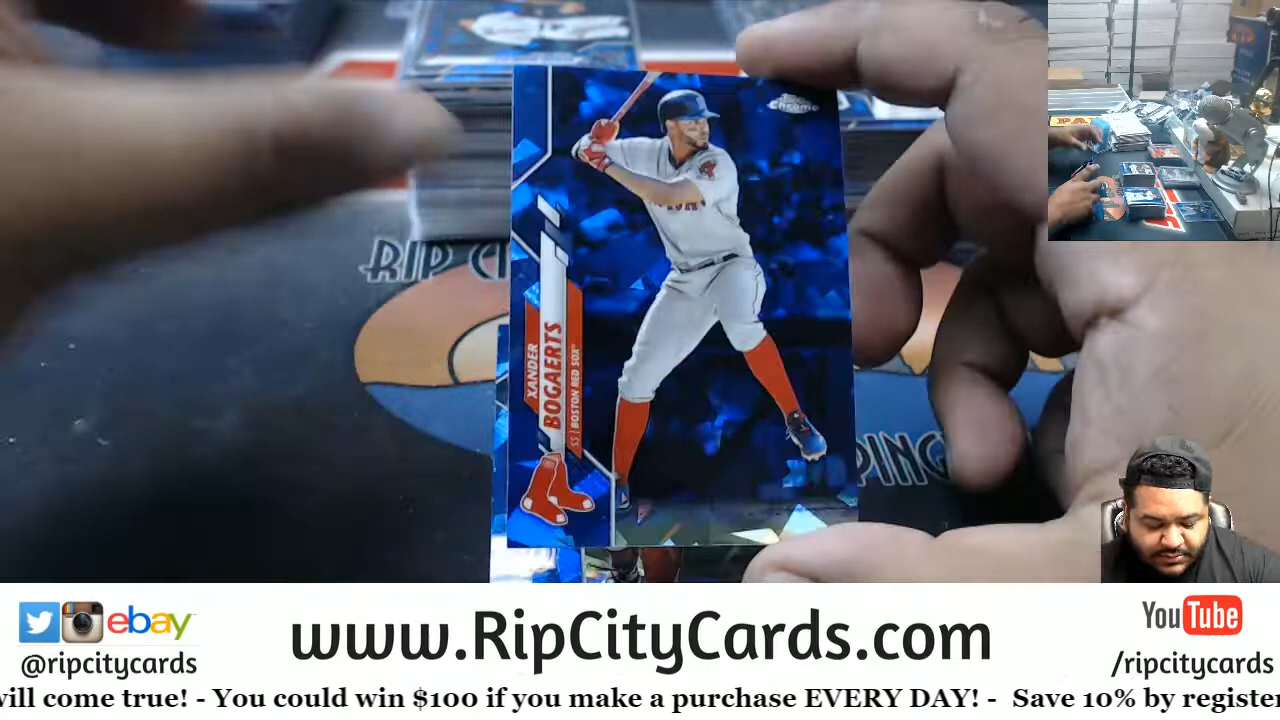 Chrome
RIP CI
XANDER
BOGAERTS
SS | BOSTON RED SOX
PING
ebay
www.RipCityCards.com
YouTube
@ripcitycards
/ripcitycards
will come true! - You could win $100 if you make a purchase EVERY DAY! - Save 10% by register